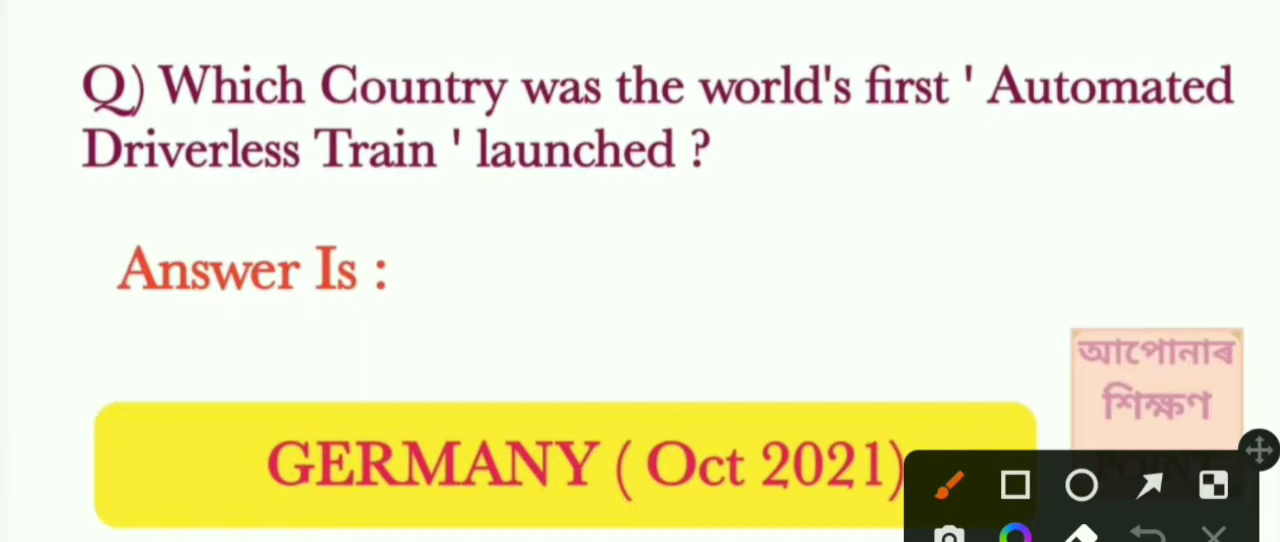 Q) Which Country was the world's first ' Automated
Driverless Train ' launched ?
Answer Is :
আপোনাৰ
শিক্ষণ
GERMANY ( Oct 2021)